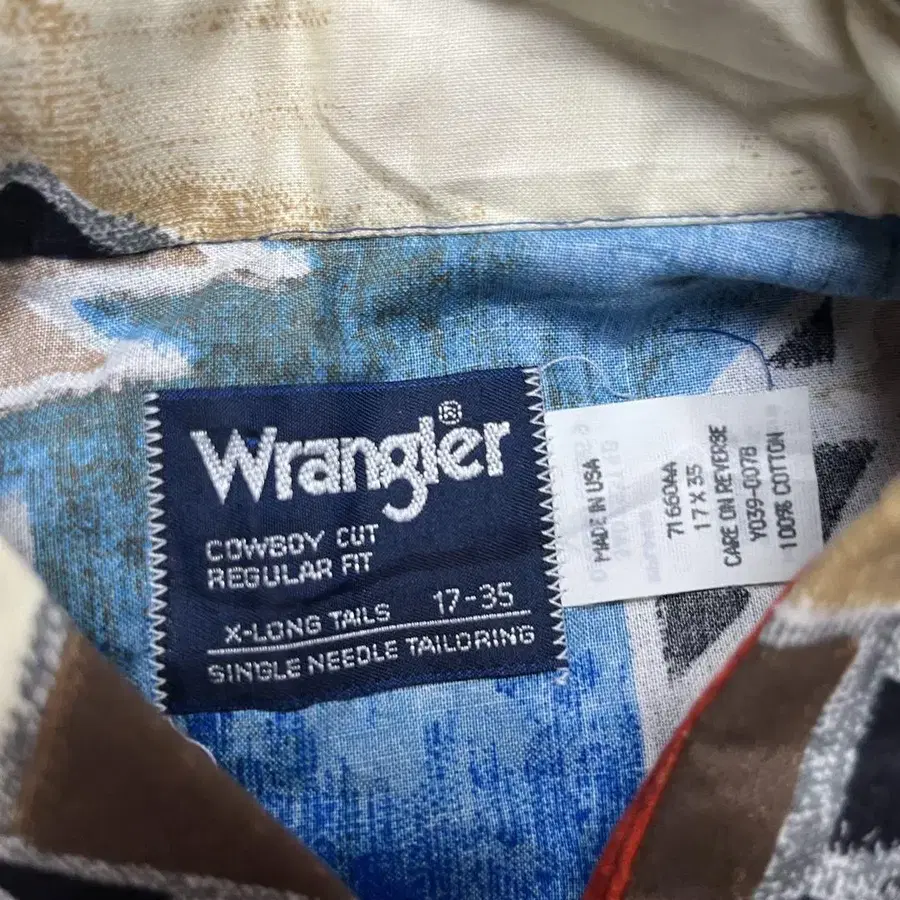 Wrangler®
COWBOY CUT
REGULAR FIT
X-LONG TAILS 17-35
SINGLE NEEDLE TAILORING
MADE IN USA
71660AA
17 X 35
CARE ON REVERSE
Y039-0078
100% COTTON